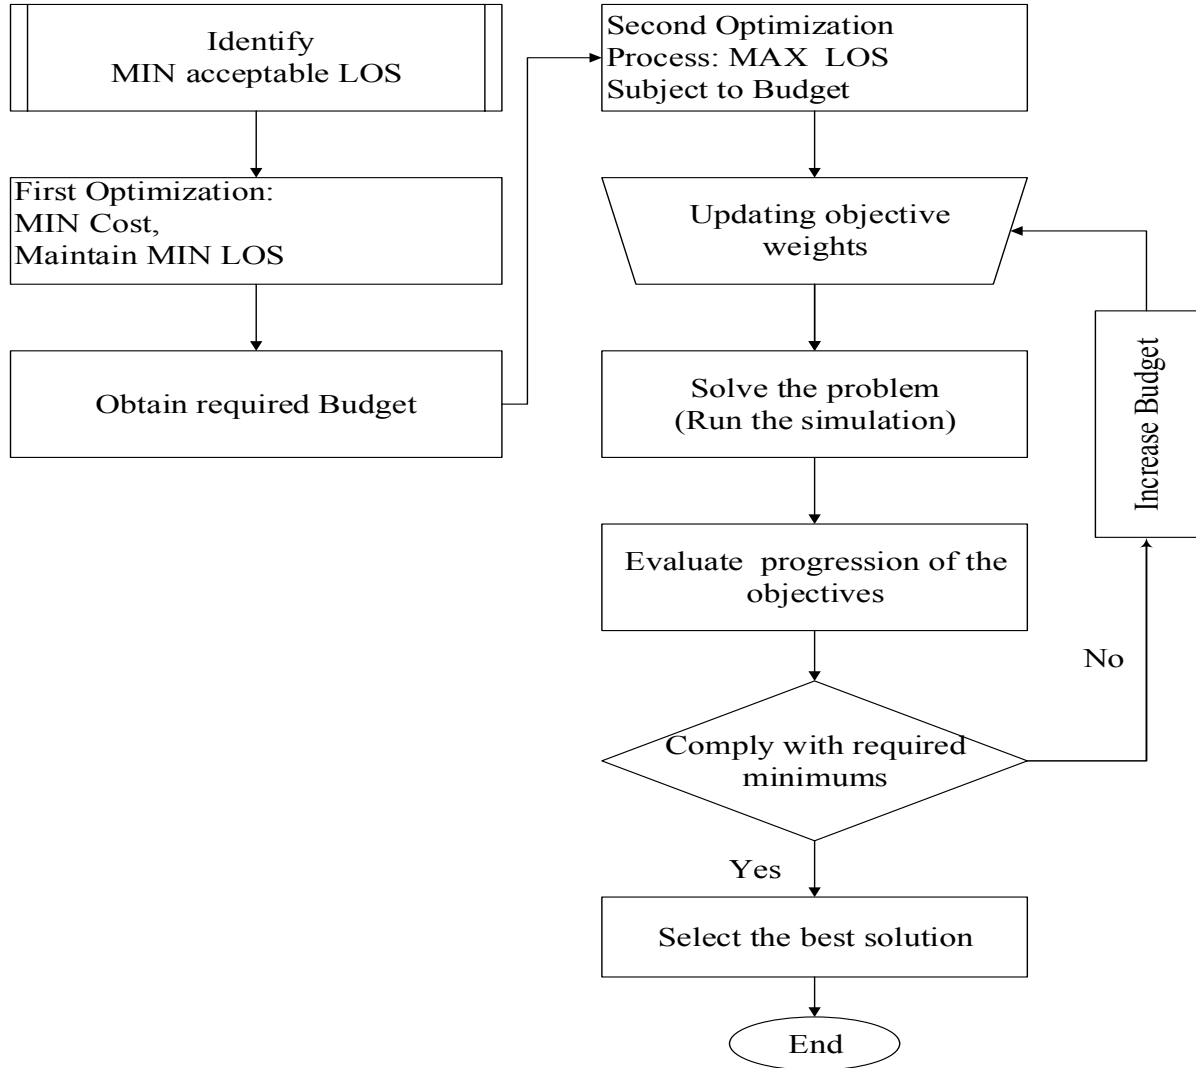 Identify
MIN acceptable LOS
First Optimization:
MIN Cost,
Maintain MIN LOS
Obtain required Budget
Second Optimization
Process: MAX LOS
Subject to Budget
Updating objective
weights
Solve the problem
(Run the simulation)
Evaluate progression of the
objectives
Comply with required
minimums
No
Increase Budget
Yes
Select the best solution
End